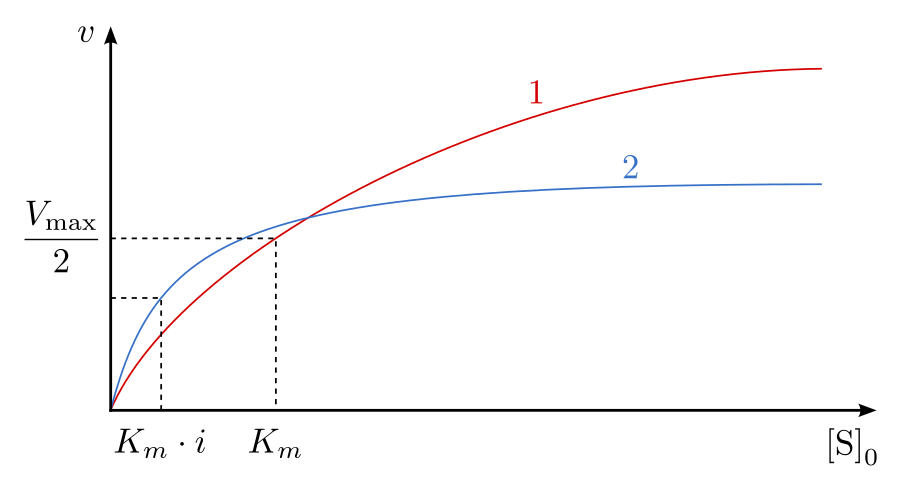 v
1
2
V_max
2
K_m · i
K_m
[S]_0